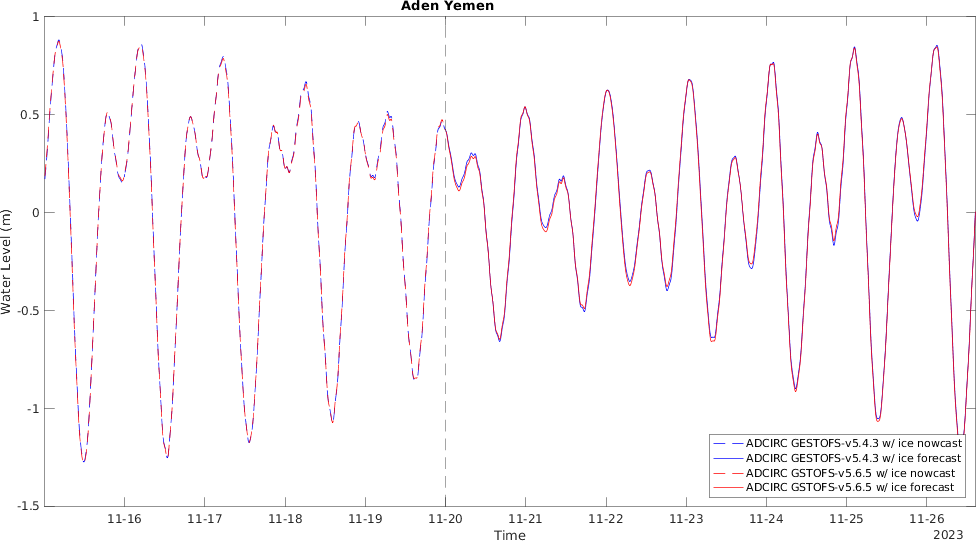 Aden Yemen
1
0.5
0
-0.5
-1
-1.5
Water Level (m)
11-16 11-17 11-18 11-19 11-20 11-21 11-22 11-23 11-24 11-25 11-26
Time
2023
ADCIRC GESTOFS-v5.4.3 w/ ice nowcast
ADCIRC GESTOFS-v5.4.3 w/ ice forecast
ADCIRC GSTOFS-v5.6.5 w/ ice nowcast
ADCIRC GSTOFS-v5.6.5 w/ ice forecast